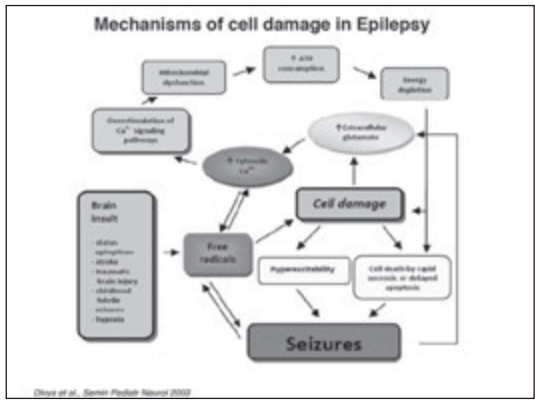 Mechanisms of cell damage in Epilepsy
↑ ATP
consumption
Mitochondrial
dysfunction
Energy
depletion
Overstimulation of
Ca²⁺ signaling
pathways
↑ Extracellular
glutamate
↑ Cytosolic
Ca²⁺
Brain
insult
- status
epilepticus
- stroke
- traumatic
brain injury
- childhood
febrile
seizures
- hypoxia
Cell damage
Free
radicals
Hyperexcitability
Cell death by rapid
necrosis or delayed
apoptosis
Seizures
et al., Semin Pediatr Neurol 2003